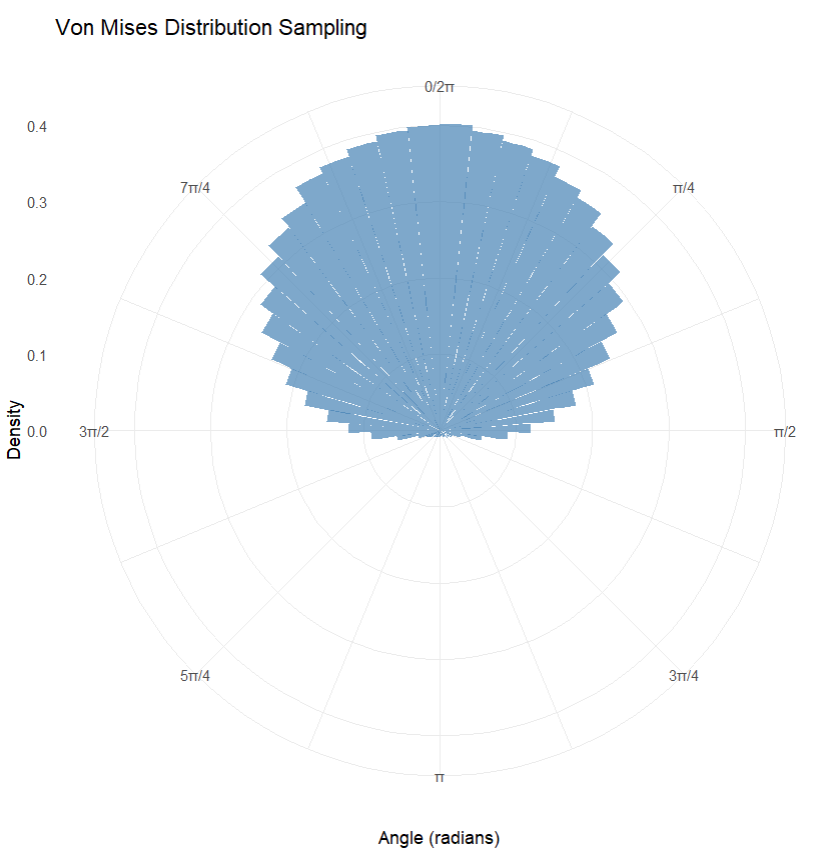 Von Mises Distribution Sampling
0/2π
0.4
7π/4
π/4
0.3
0.2
0.1
Density
0.0
3π/2
π/2
5π/4
3π/4
π
Angle (radians)